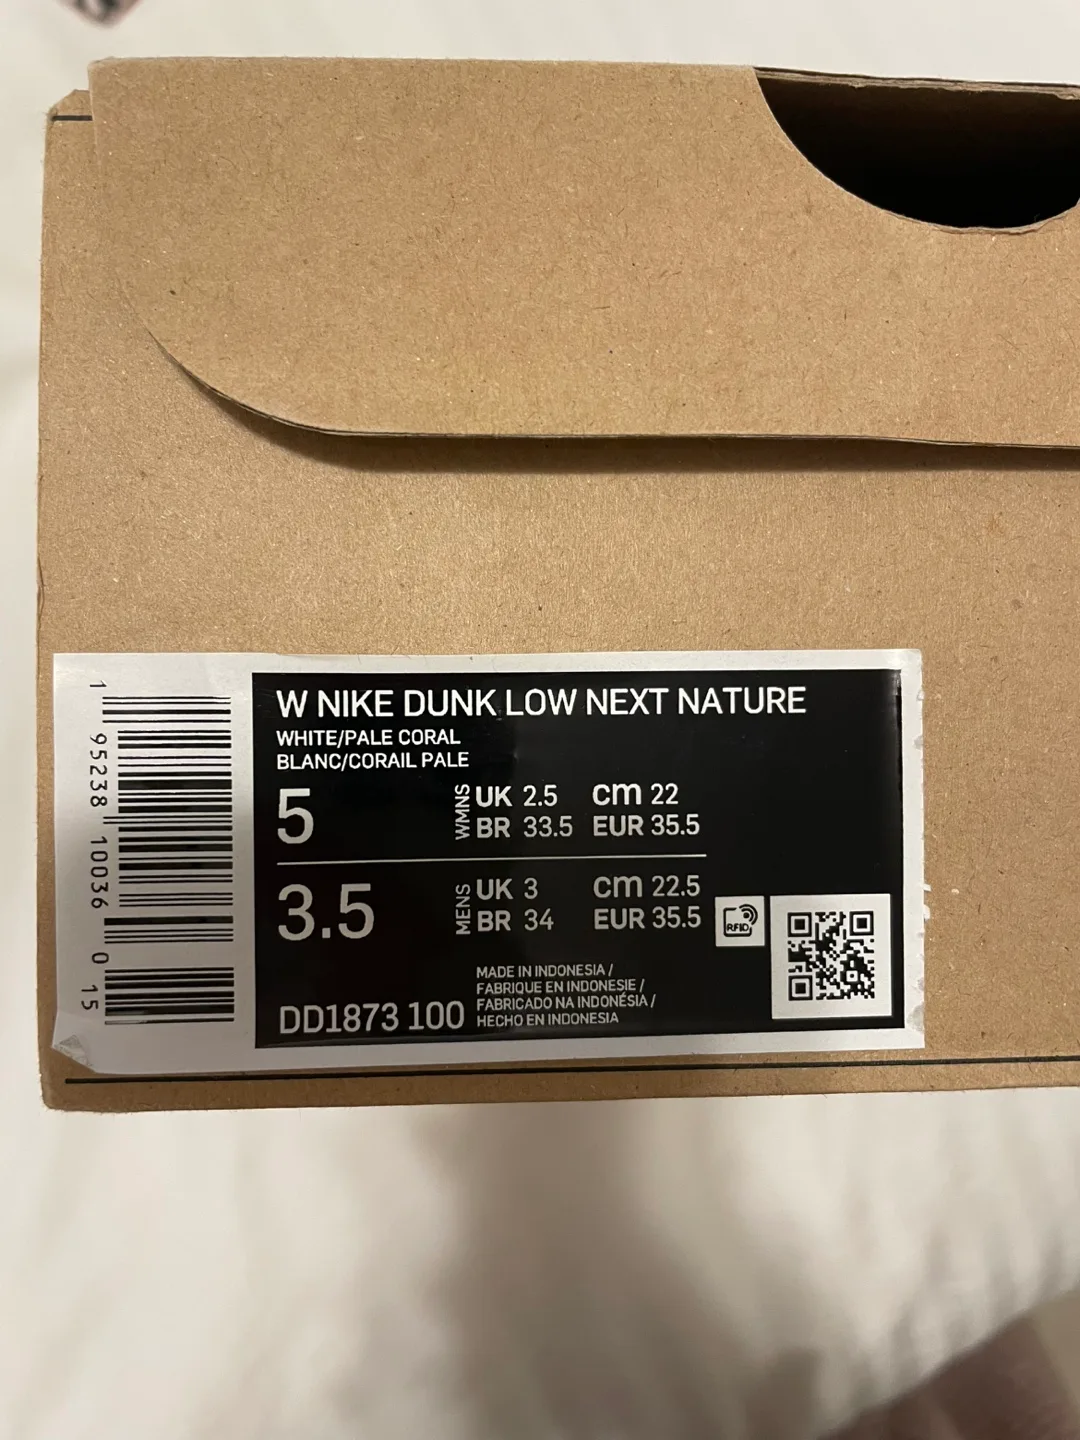 W NIKE DUNK LOW NEXT NATURE
WHITE/PALE CORAL
BLANC/CORAIL PALE
5
WMNS
UK 2.5 cm 22
BR 33.5 EUR 35.5
3.5
MENS
UK 3 cm 22.5
BR 34 EUR 35.5
RFID
DD1873 100
MADE IN INDONESIA /
FABRIQUE EN INDONESIE /
FABRICADO NA INDONÉSIA /
HECHO EN INDONESIA
1 95238 10036 0 15